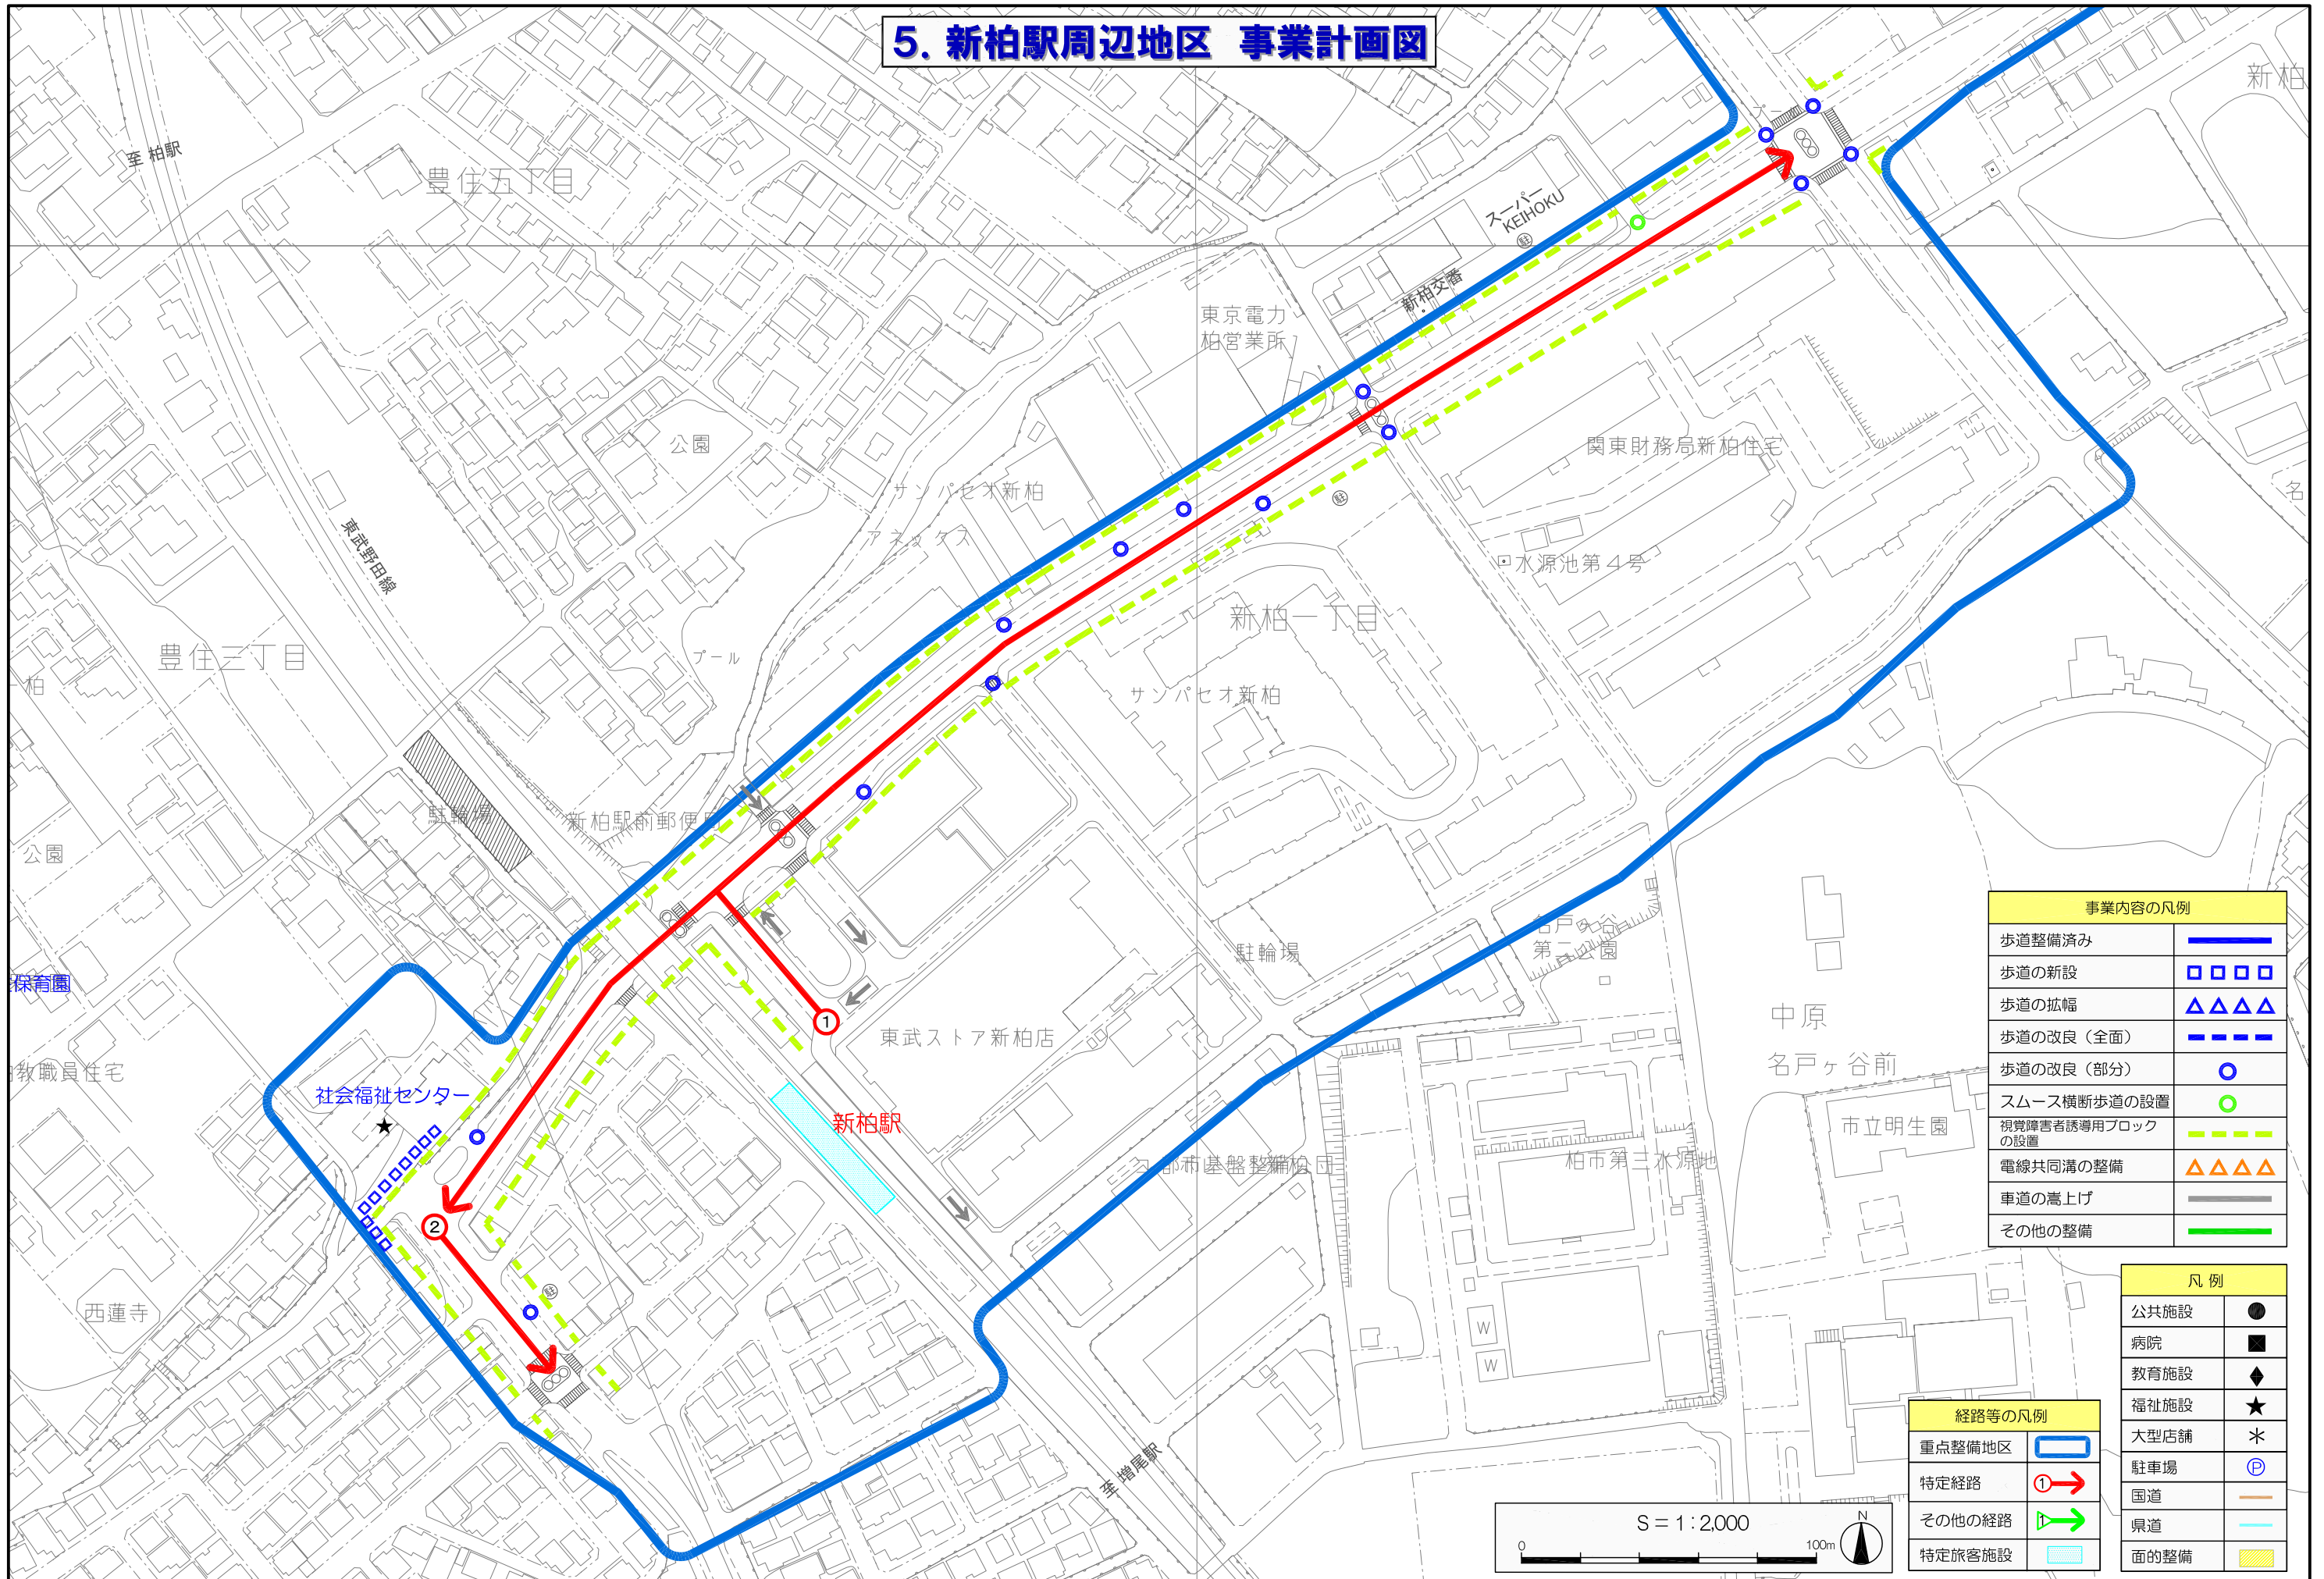 5. 新柏駅周辺地区 事業計画図
新柏
プー
至 柏駅
豊住五丁目
スーパー
KEIHOKU
駐
新柏交番
東京電力
柏営業所
関東財務局新柏住宅
公園
サンパセオ新柏
アネックス
駐
名
東武野田線
水源池第4号
新柏一丁目
豊住三丁目
プール
柏
サンパセオ新柏
駐輪場
新柏駅前郵便局
公園
駐輪場
名戸ヶ谷
第二公園
保育園
①
東武ストア新柏店
中原
名戸ヶ谷前
教職員住宅
社会福祉センター
新柏駅
市立明生園
柏市第三水源地
②
駐
西蓮寺
W
W
至 増尾駅
事業内容の凡例
歩道整備済み
歩道の新設
歩道の拡幅
歩道の改良（全面）
歩道の改良（部分）
スムース横断歩道の設置
視覚障害者誘導用ブロック
の設置
電線共同溝の整備
車道の嵩上げ
その他の整備
凡 例
公共施設
病院
教育施設
福祉施設
大型店舗
駐車場 P
国道
県道
面的整備
経路等の凡例
重点整備地区
特定経路 1
その他の経路 1
特定旅客施設
S = 1 : 2,000
0 100m
N